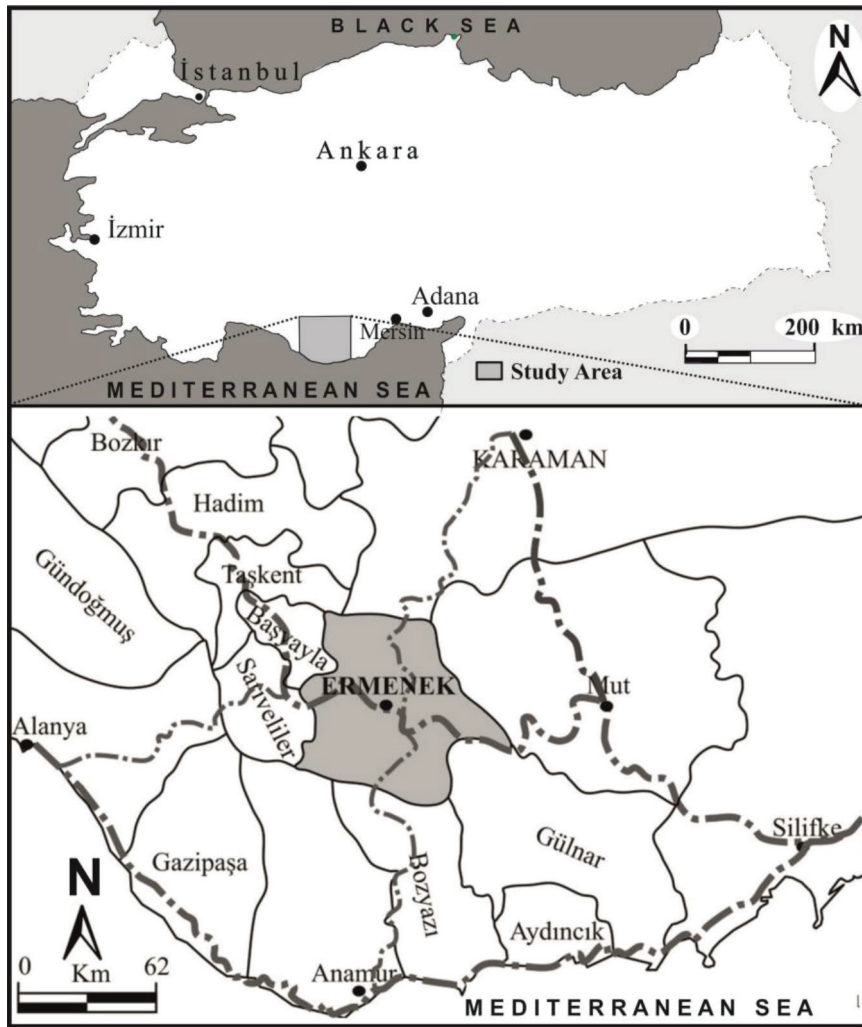 BLACK SEA
N
İstanbul
Ankara
İzmir
Adana
Mersin
0 200 km
Study Area
MEDITERRANEAN SEA
Bozkır
KARAMAN
Hadim
Taşkent
Gündoğmuş
Başyayla
ERMENEK
Sarıveliler
Mut
Alanya
Silifke
Gülnar
Gazipaşa
Bozyazı
N
Aydıncık
0 Km 62
Anamur
MEDITERRANEAN SEA